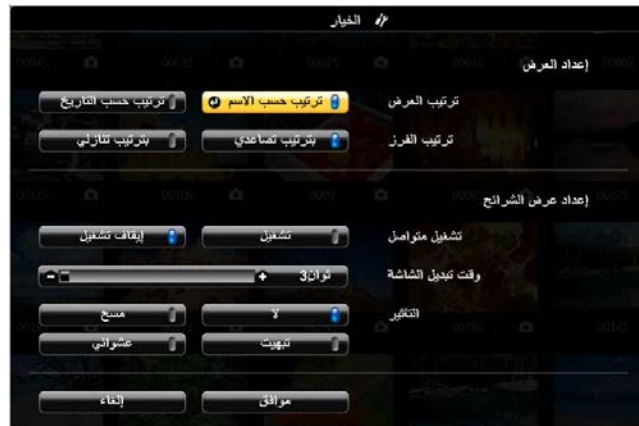 الخيار
إعداد العرض
ترتيب العرض ترتيب حسب الاسم ترتيب حسب التاريخ
ترتيب الفرز بترتيب تصاعدي بترتيب تنازلي
إعداد عرض الشرائح
تشغيل متواصل تشغيل إيقاف تشغيل
وقت تبديل الشاشة ثوان3
التأثير لا مسح
تبهيت عشوائي
موافق إلغاء